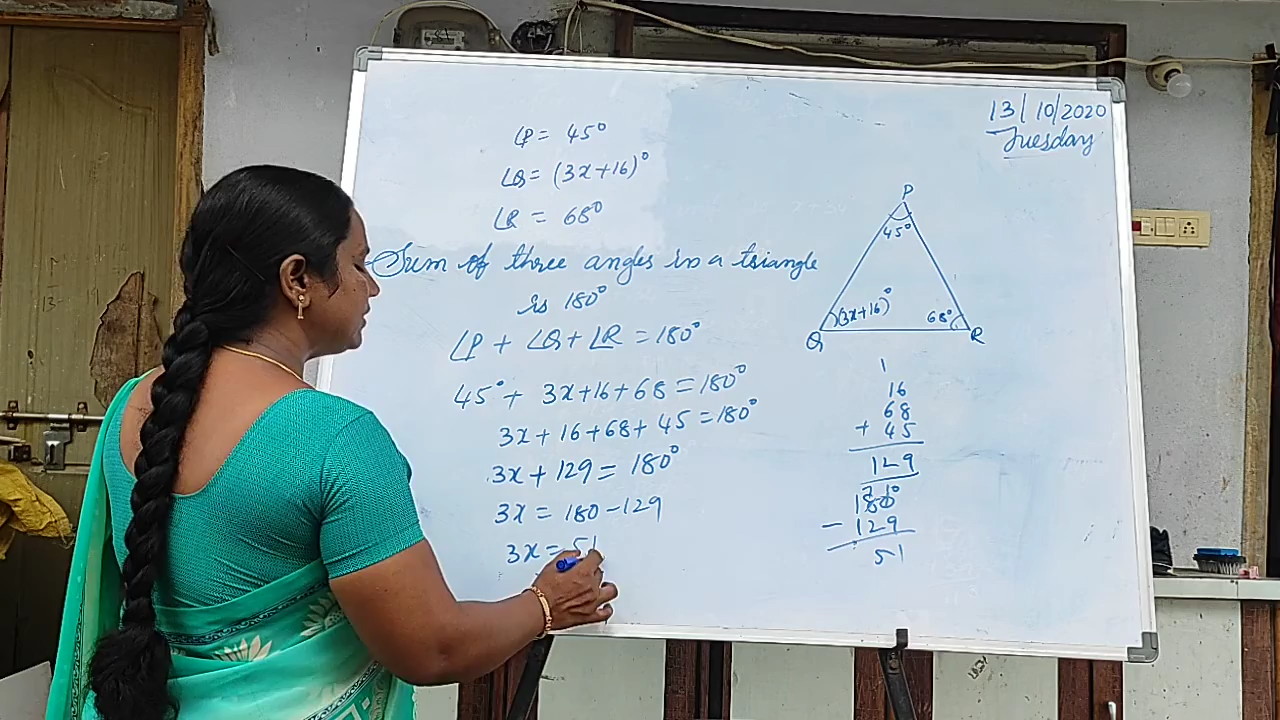 ∠P = 45°
∠Q = (3x+16)°
∠R = 68°
Sum of three angles in a triangle
is 180°
∠P + ∠Q + ∠R = 180°
45° + 3x+16+68 = 180°
3x + 16 + 68 + 45 = 180°
3x + 129 = 180°
3x = 180 - 129
3x = 51
13/10/2020
Tuesday
P
45°
(3x+16)°
68°
Q
R
1
16
68
+ 45
129
7 10
180
- 129
51